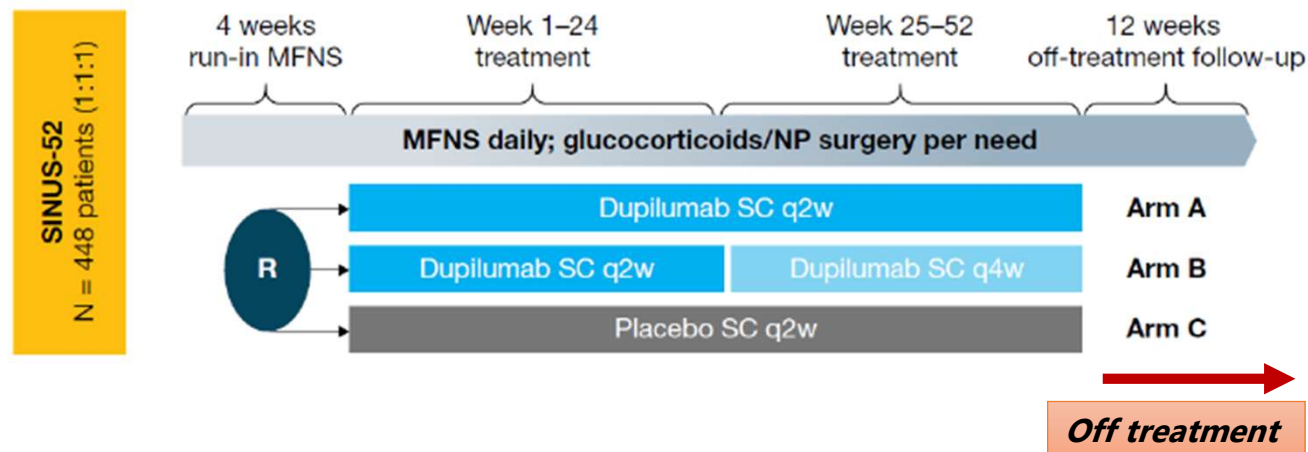 SINUS-52
N = 448 patients (1:1:1)
4 weeks
run-in MFNS
Week 1–24
treatment
Week 25–52
treatment
12 weeks
off-treatment follow-up
MFNS daily; glucocorticoids/NP surgery per need
R
Dupilumab SC q2w
Arm A
Dupilumab SC q2w
Dupilumab SC q4w
Arm B
Placebo SC q2w
Arm C
Off treatment